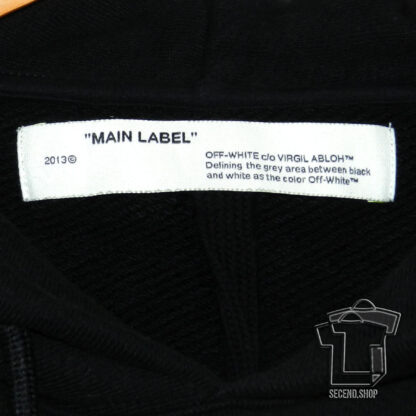 "MAIN LABEL"
2013©
OFF-WHITE c/o VIRGIL ABLOH™
Defining the grey area between black
and white as the color Off-White™
SECEND.SHOP